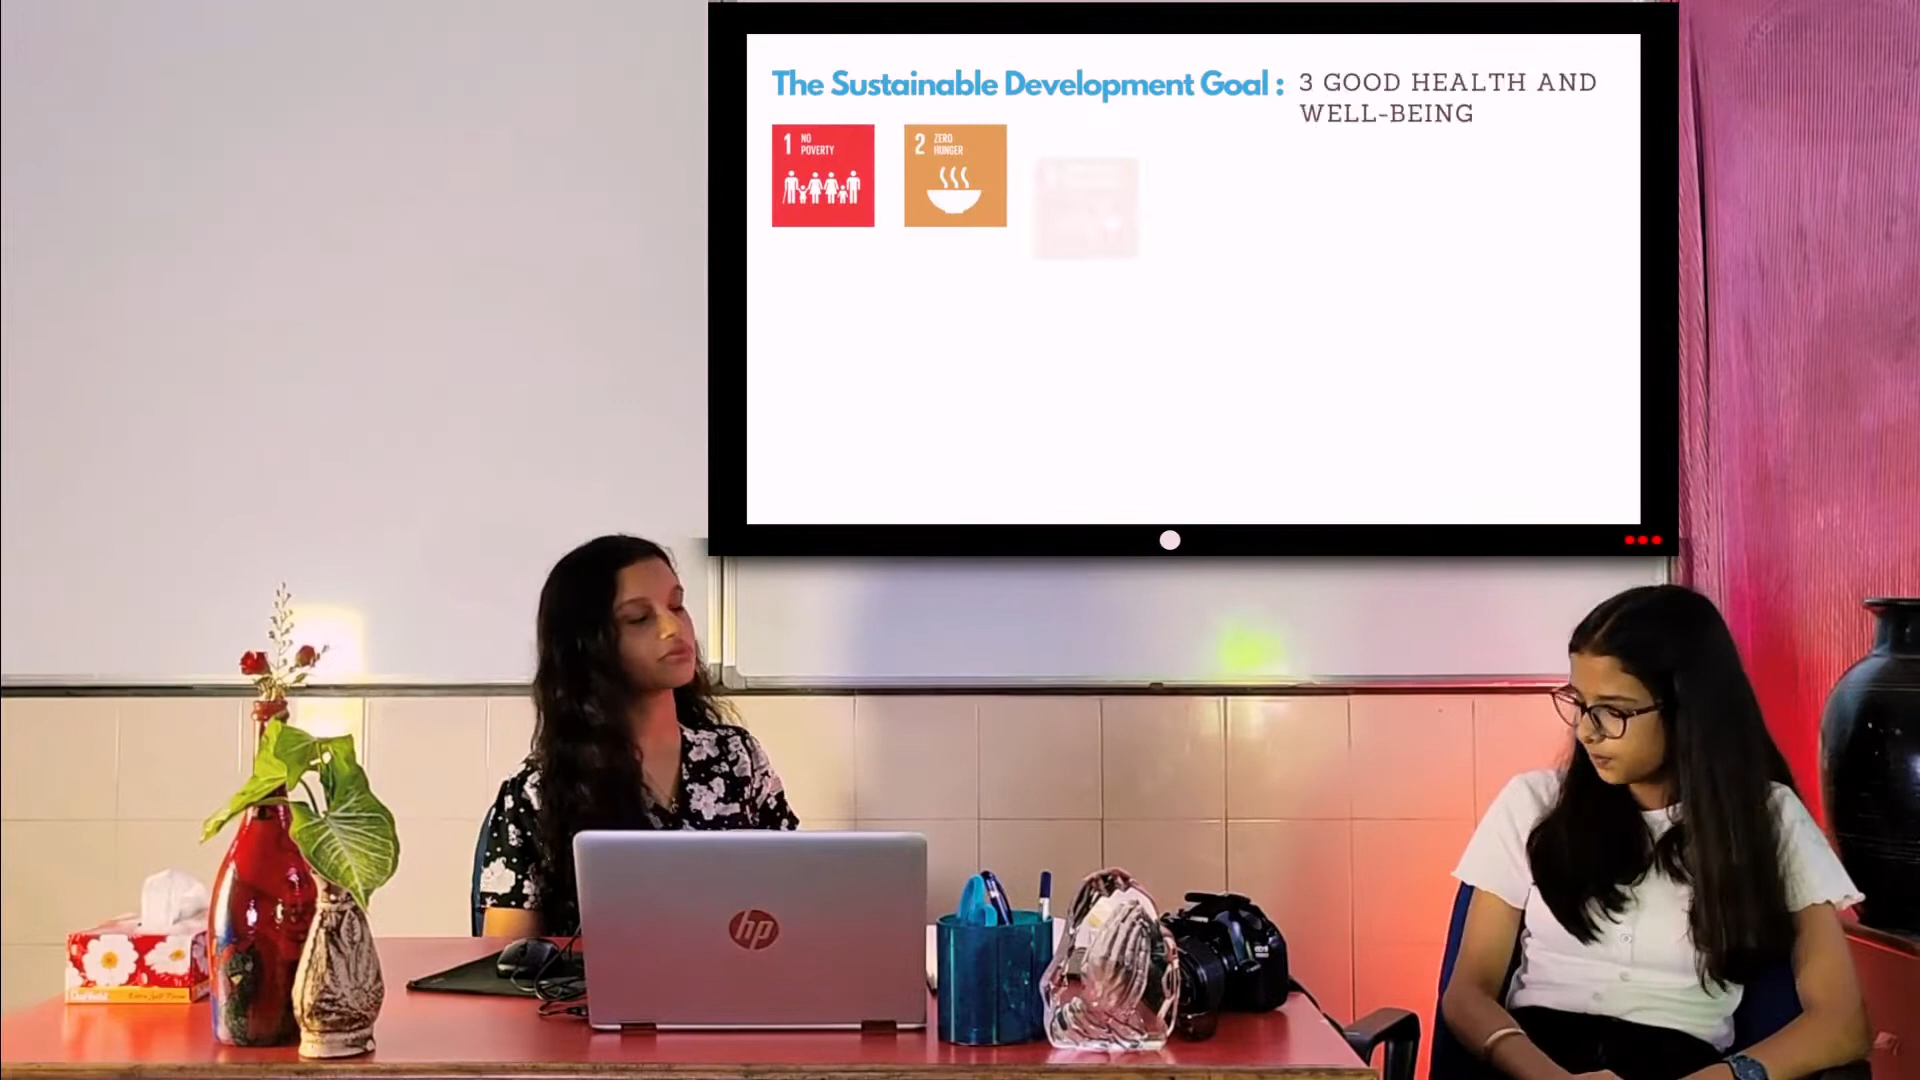 The Sustainable Development Goal : 3 GOOD HEALTH AND
WELL-BEING
1 NO
POVERTY
2 ZERO
HUNGER
hp